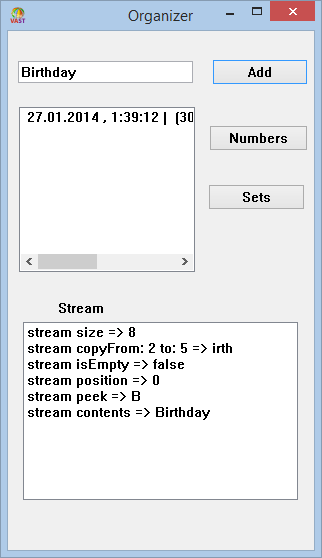 VAST
Organizer
Birthday
Add
27.01.2014 , 1:39:12 | (30
Numbers
Sets
Stream
stream size => 8
stream copyFrom: 2 to: 5 => irth
stream isEmpty => false
stream position => 0
stream peek => B
stream contents => Birthday